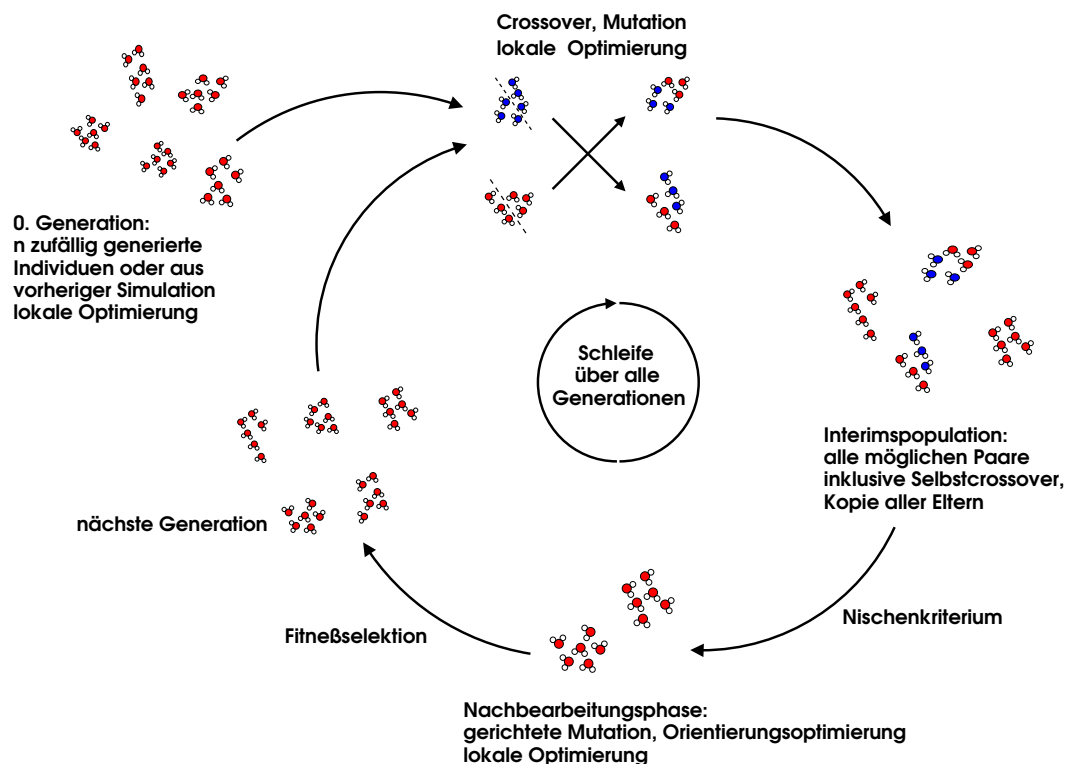 Crossover, Mutation
lokale Optimierung
0. Generation:
n zufällig generierte
Individuen oder aus
vorheriger Simulation
lokale Optimierung
Schleife
über alle
Generationen
Interimspopulation:
alle möglichen Paare
inklusive Selbstcrossover,
Kopie aller Eltern
nächste Generation
Nischenkriterium
Fitneßselektion
Nachbearbeitungsphase:
gerichtete Mutation, Orientierungsoptimierung
lokale Optimierung